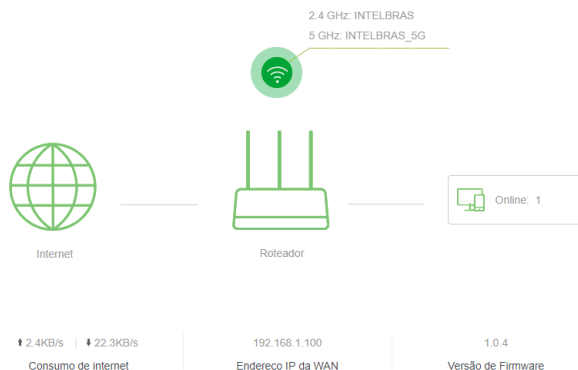 2.4 GHz: INTELBRAS
5 GHz: INTELBRAS_5G
Internet
Roteador
Online: 1
2.4KB/s | 22.3KB/s
192.168.1.100
1.0.4
Consumo de internet
Endereco IP da WAN
Versão de Firmware